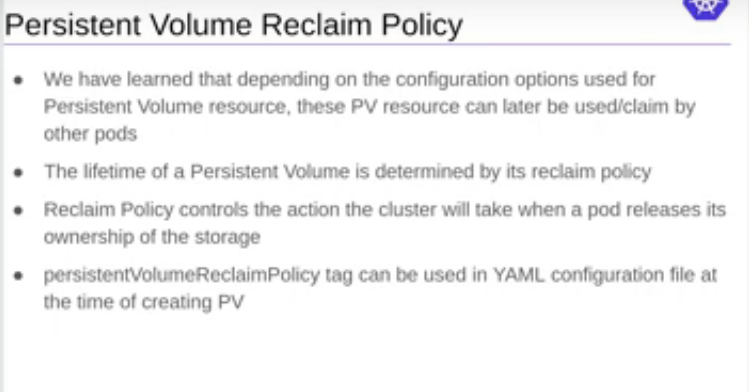 Persistent Volume Reclaim Policy
● We have learned that depending on the configuration options used for
Persistent Volume resource, these PV resource can later be used/claim by
other pods
● The lifetime of a Persistent Volume is determined by its reclaim policy
● Reclaim Policy controls the action the cluster will take when a pod releases its
ownership of the storage
● persistentVolumeReclaimPolicy tag can be used in YAML configuration file at
the time of creating PV